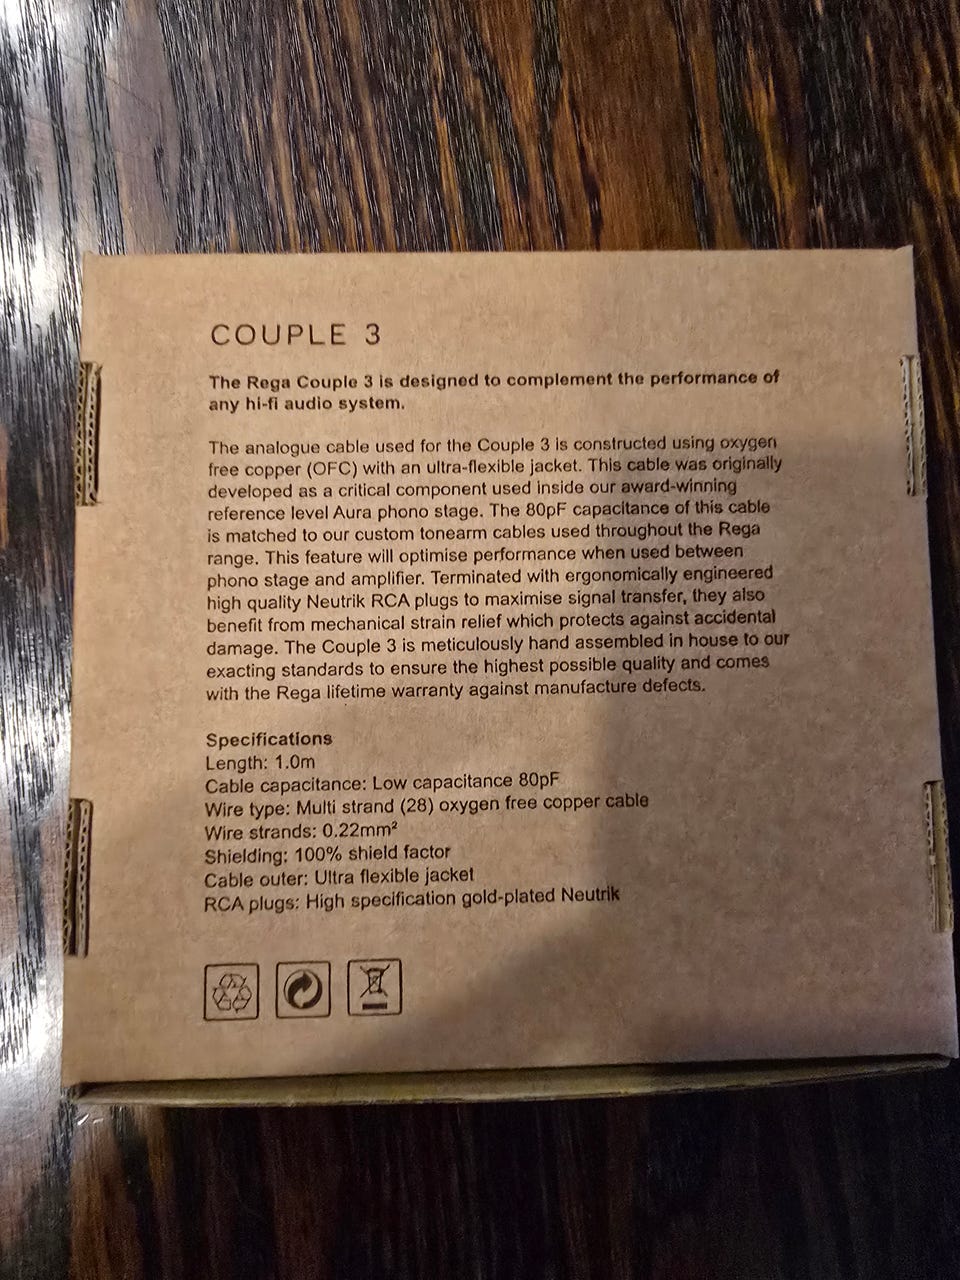 COUPLE 3
The Rega Couple 3 is designed to complement the performance of
any hi-fi audio system.
The analogue cable used for the Couple 3 is constructed using oxygen
free copper (OFC) with an ultra-flexible jacket. This cable was originally
developed as a critical component used inside our award-winning
reference level Aura phono stage. The 80pF capacitance of this cable
is matched to our custom tonearm cables used throughout the Rega
range. This feature will optimise performance when used between
phono stage and amplifier. Terminated with ergonomically engineered
high quality Neutrik RCA plugs to maximise signal transfer, they also
benefit from mechanical strain relief which protects against accidental
damage. The Couple 3 is meticulously hand assembled in house to our
exacting standards to ensure the highest possible quality and comes
with the Rega lifetime warranty against manufacture defects.
Specifications
Length: 1.0m
Cable capacitance: Low capacitance 80pF
Wire type: Multi strand (28) oxygen free copper cable
Wire strands: 0.22mm²
Shielding: 100% shield factor
Cable outer: Ultra flexible jacket
RCA plugs: High specification gold-plated Neutrik